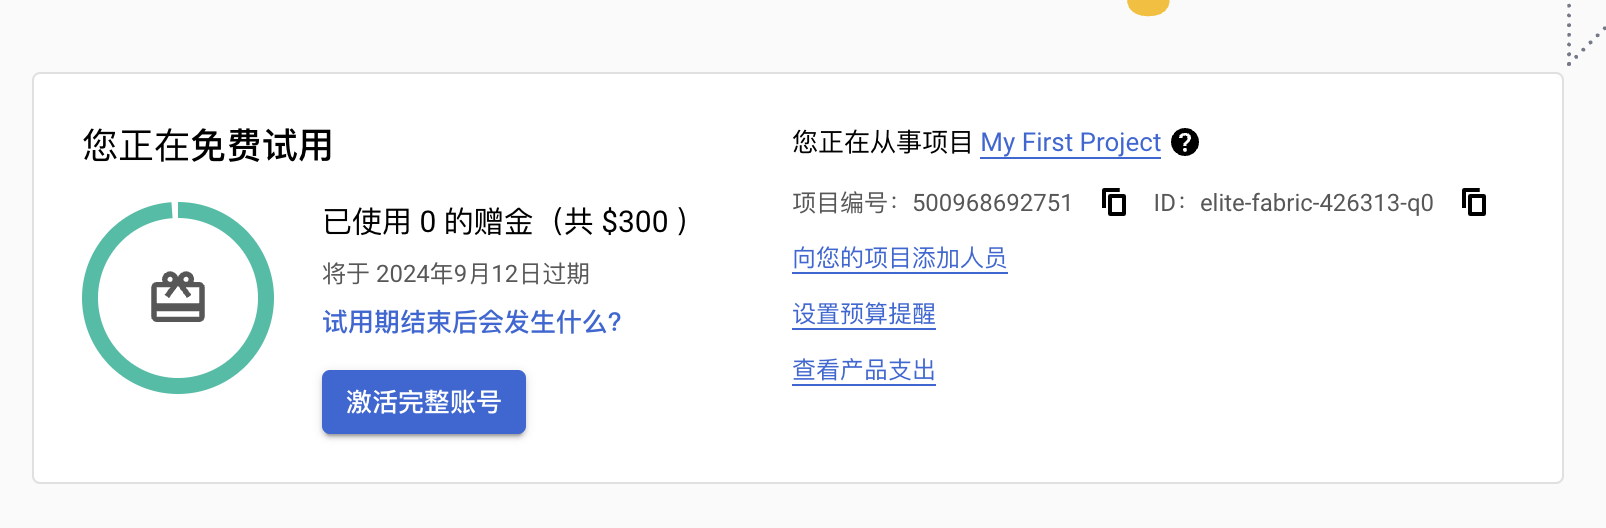 您正在免费试用
已使用 0 的赠金（共 $300 ）
将于 2024年9月12日过期
试用期结束后会发生什么?
激活完整账号
您正在从事项目 My First Project ?
项目编号： 500968692751 ID： elite-fabric-426313-q0
向您的项目添加人员
设置预算提醒
查看产品支出